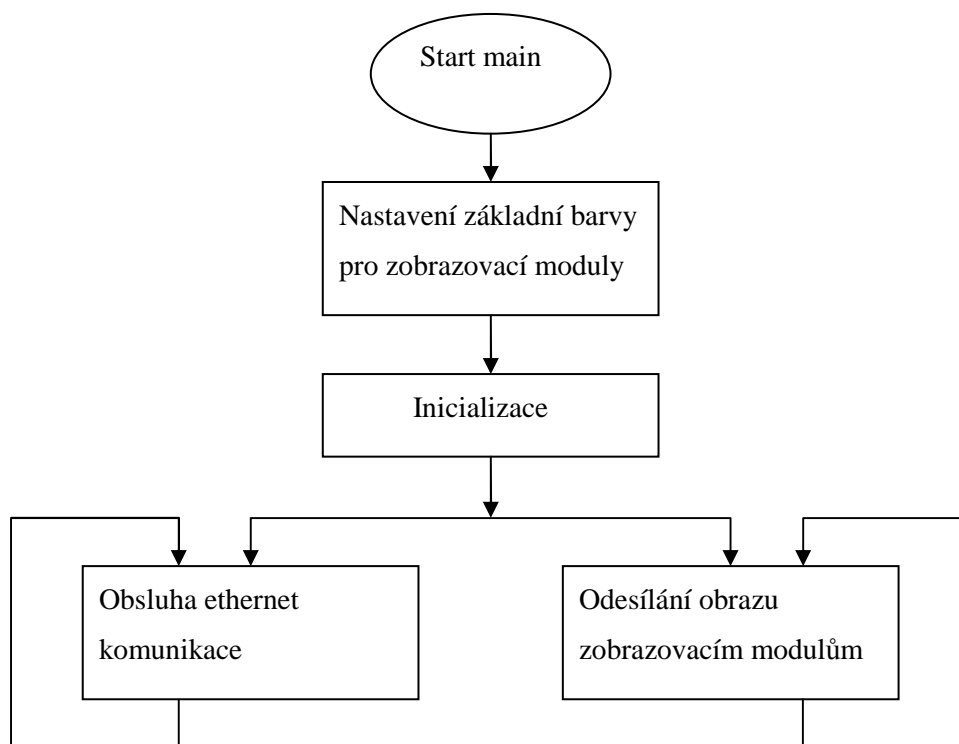 Start main
Nastavení základní barvy
pro zobrazovací moduly
Inicializace
Obsluha ethernet
komunikace
Odesílání obrazu
zobrazovacím modulům